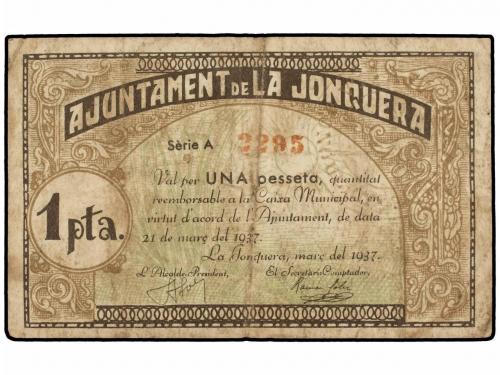 AJUNTAMENT DE LA JONQUERA
Sèrie A 2295
Val per UNA pesseta, quantitat
reemborsable a la Caixa Municipal, en
virtut d'acord de l'Ajuntament, de data
21 de març del 1937.
La Jonquera, març del 1937.
L'Alcalde-President, El Secretari-Comptador,
1 pta.